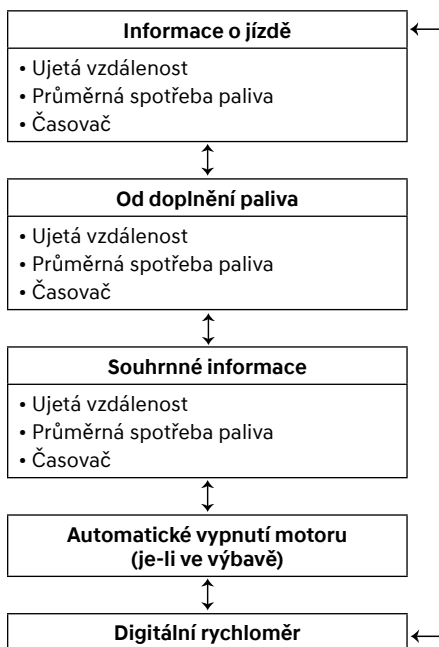 Informace o jízdě
• Ujetá vzdálenost
• Průměrná spotřeba paliva
• Časovač
Od doplnění paliva
• Ujetá vzdálenost
• Průměrná spotřeba paliva
• Časovač
Souhrnné informace
• Ujetá vzdálenost
• Průměrná spotřeba paliva
• Časovač
Automatické vypnutí motoru
(je-li ve výbavě)
Digitální rychloměr